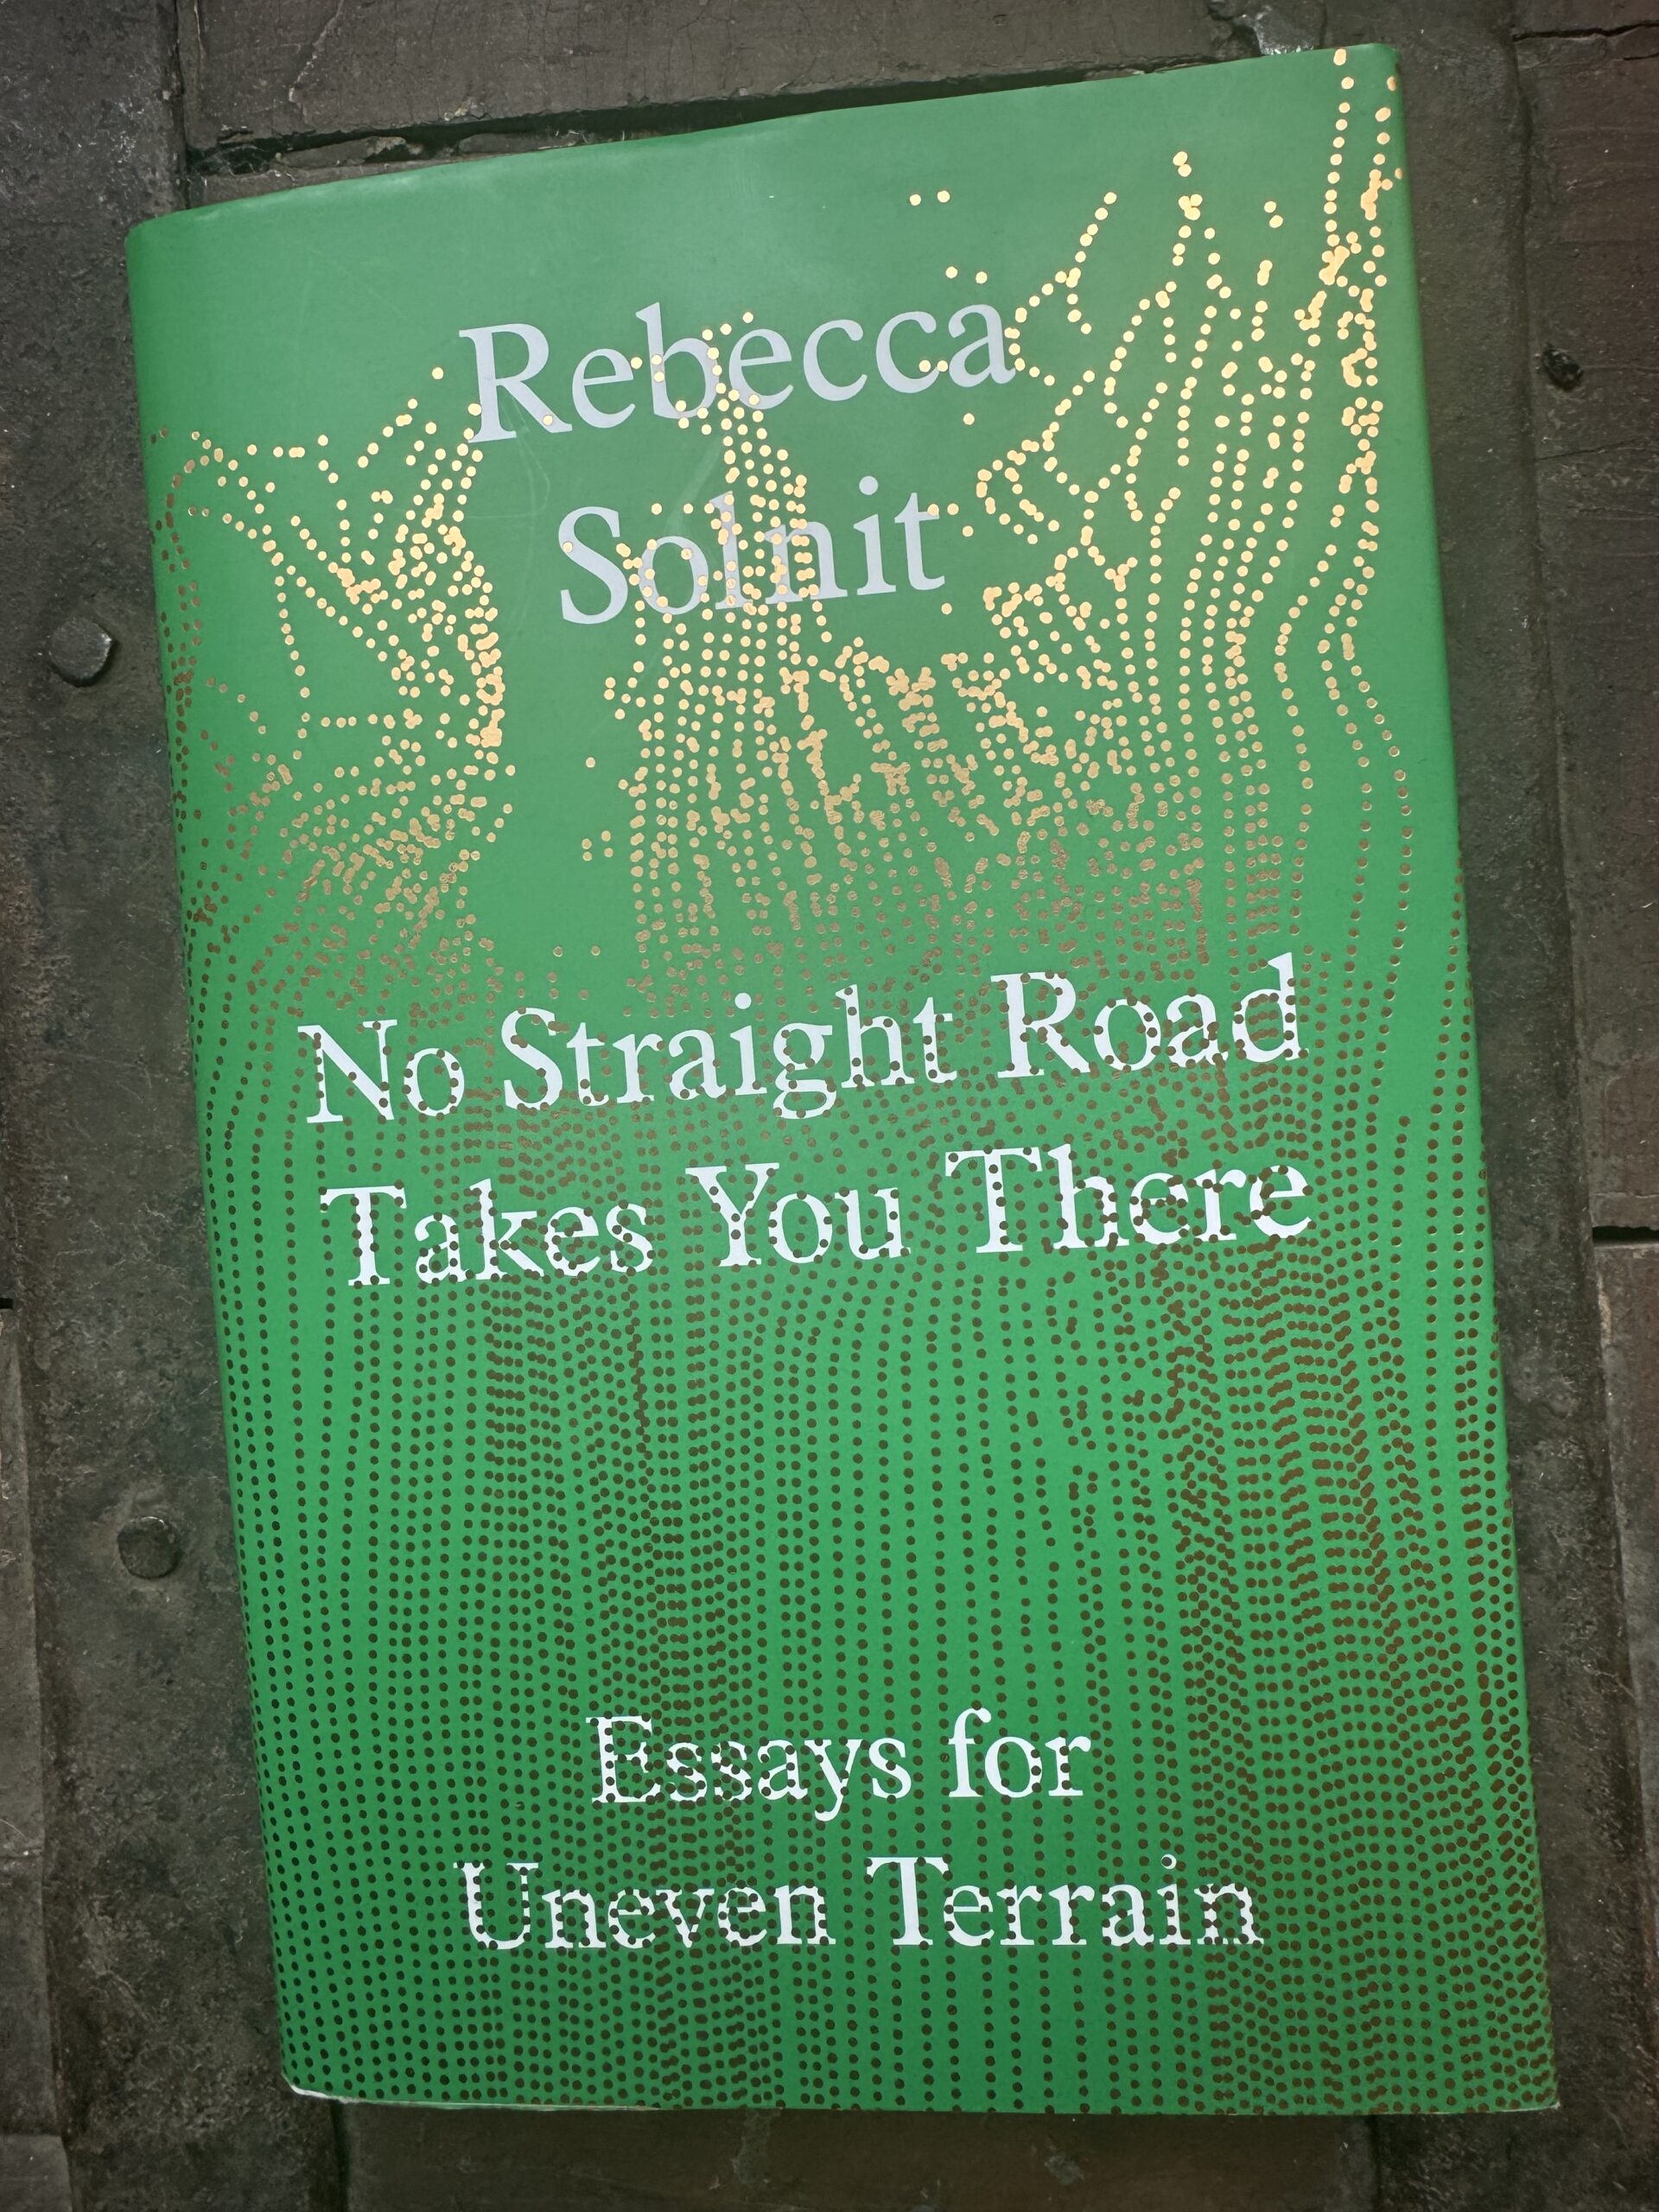 Rebecca
Solnit
No Straight Road
Takes You There
Essays for
Uneven Terrain